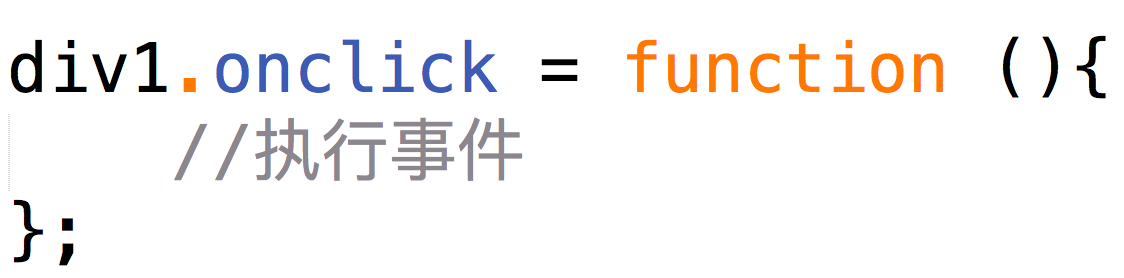 div1.onclick = function (){
    //执行事件
};